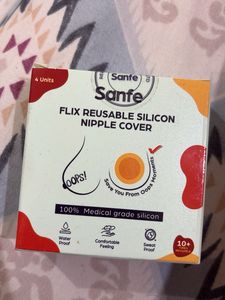 Sanfe
Sanfe
4 Units
FLIX REUSABLE SILICON
NIPPLE COVER
OOPS!
Save You From Oops Moments
100% Medical grade silicon
Water
Proof
Comfortable
Feeling
Sweat
Proof
10+